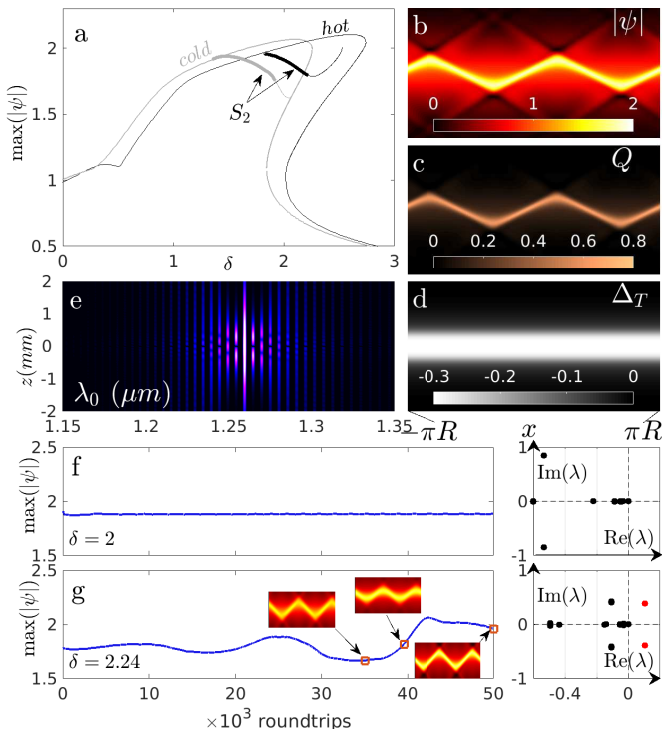 a
hot
cold
S₂
max(|ψ|)
2
1.5
1
0.5
0
1
2
3
δ
b
|ψ|
0
1
2
c
Q
0
0.2
0.4
0.6
0.8
d
Δ_T
-0.3
-0.2
-0.1
0
−πR
x
πR
e
z(mm)
2
1
0
-1
-2
λ₀ (μm)
1.15
1.2
1.25
1.3
1.35
f
max(|ψ|)
2.5
2
1.5
δ = 2
1
0
-1
Im(λ)
Re(λ)
g
max(|ψ|)
2.5
2
1.5
δ = 2.24
0
10
20
30
40
50
×10³ roundtrips
1
0
-1
Im(λ)
Re(λ)
-0.4
0